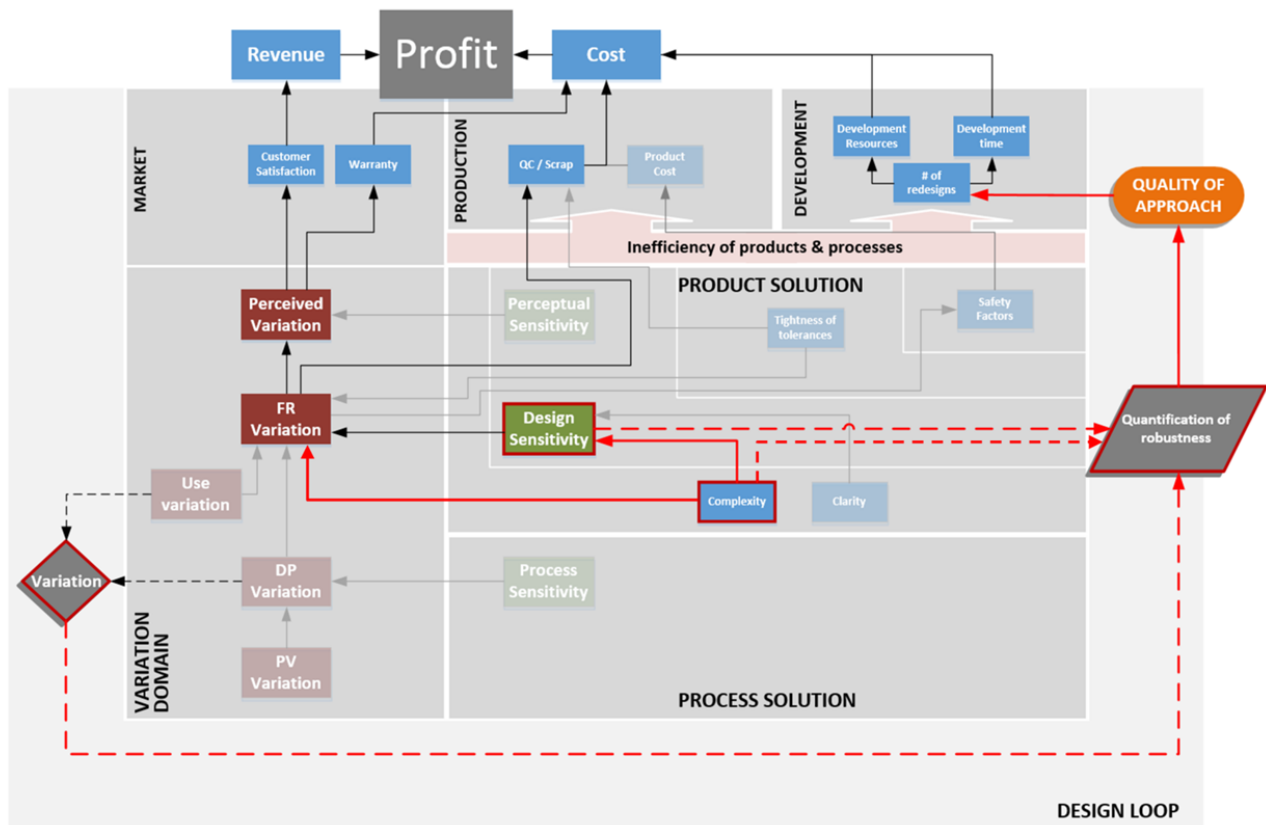 Revenue
Profit
Cost
MARKET
Customer
Satisfaction
Warranty
PRODUCTION
QC / Scrap
Product
Cost
DEVELOPMENT
Development
Resources
Development
time
# of
redesigns
QUALITY OF
APPROACH
Inefficiency of products & processes
VARIATION
DOMAIN
Perceived
Variation
Perceptual
Sensitivity
PRODUCT SOLUTION
Tightness of
tolerances
Safety
Factors
FR
Variation
Design
Sensitivity
Quantification of
robustness
Use
variation
Complexity
Clarity
Variation
DP
Variation
Process
Sensitivity
PV
Variation
PROCESS SOLUTION
DESIGN LOOP